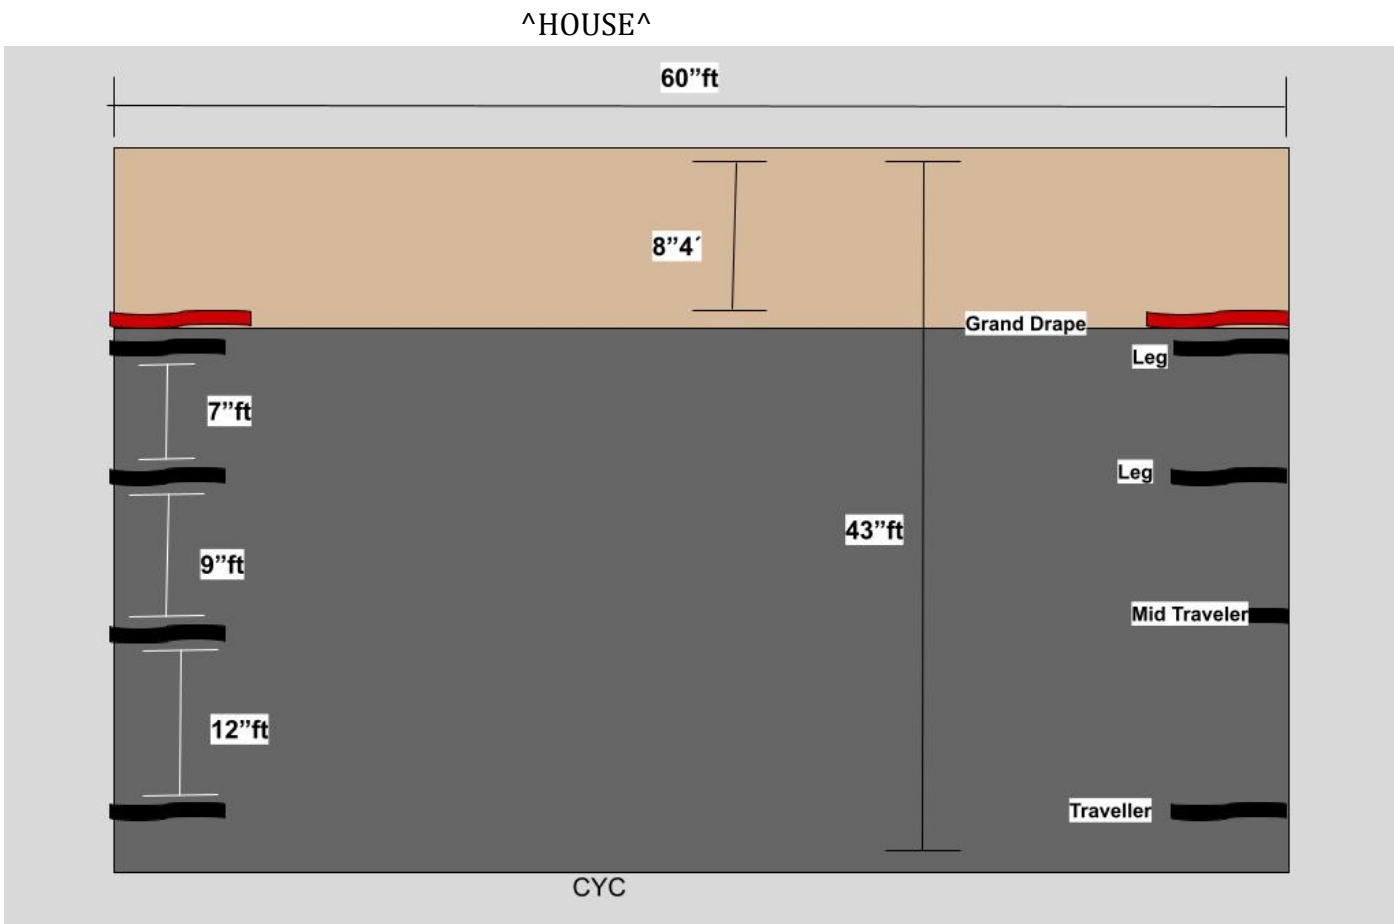 ^HOUSE^
60”ft
8”4´
Grand Drape
Leg
7”ft
Leg
43”ft
9”ft
Mid Traveler
12”ft
Traveller
CYC